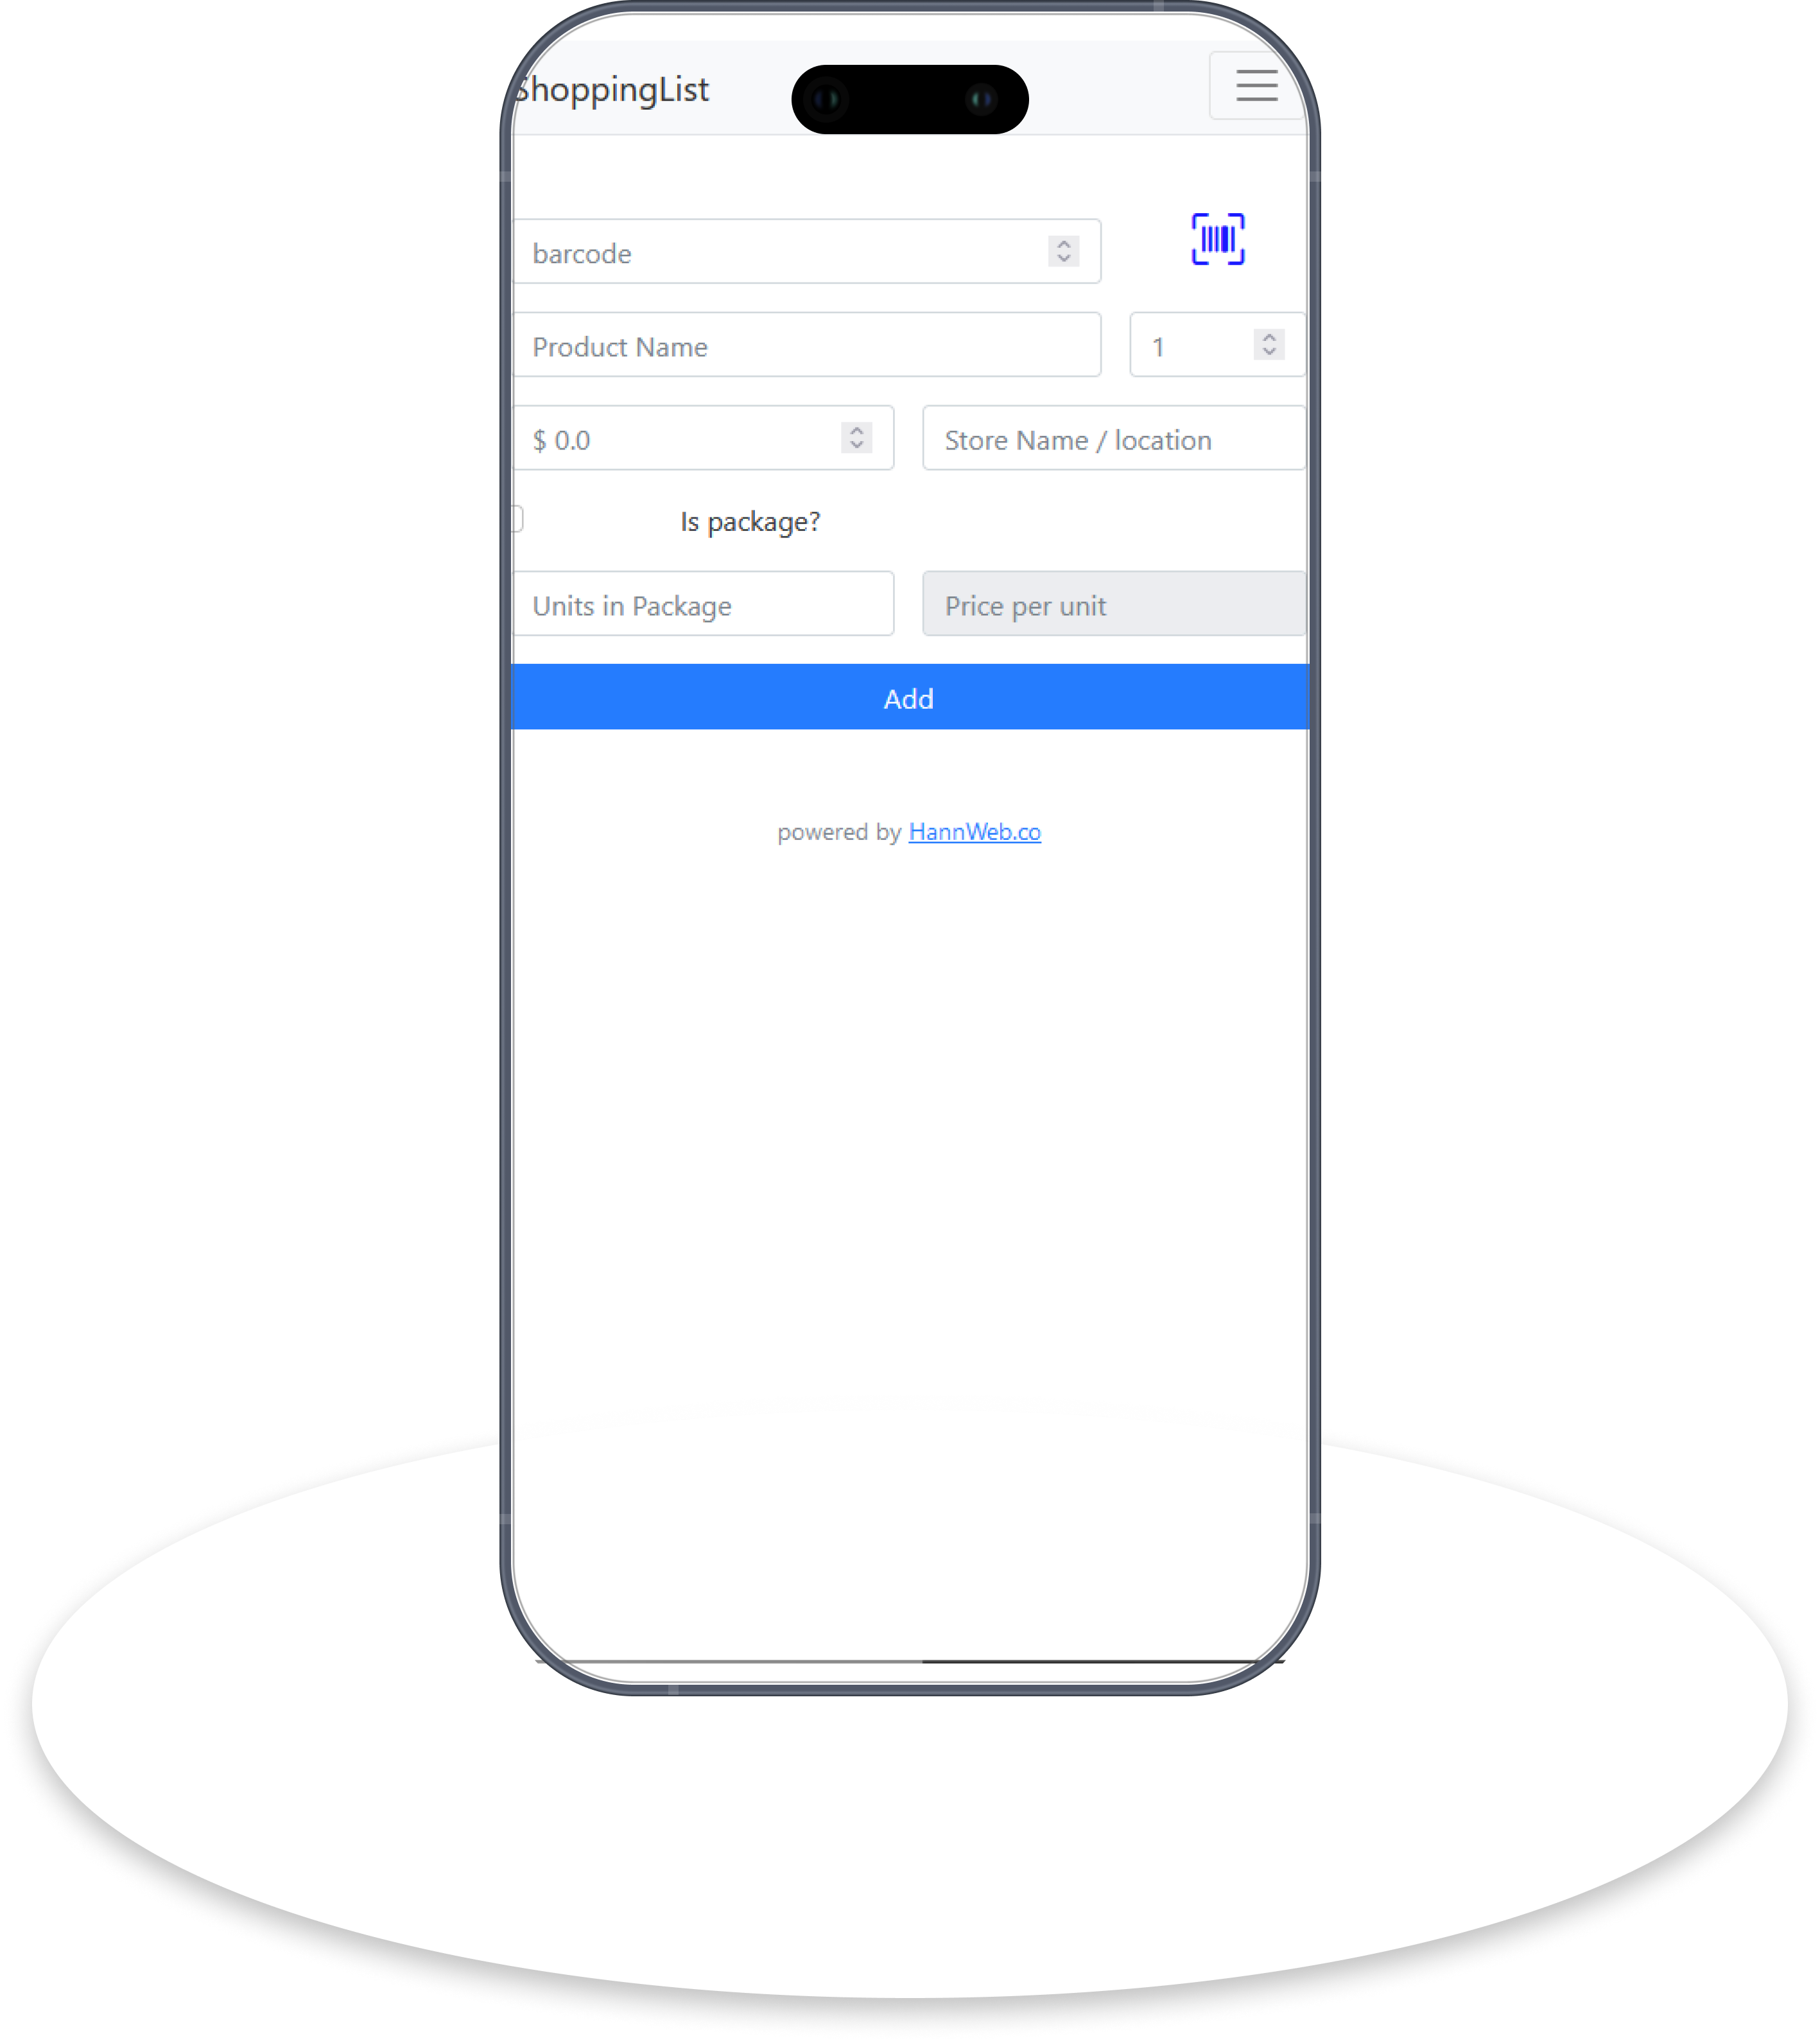 ShoppingList
barcode
Product Name
1
$ 0.0
Store Name / location
Is package?
Units in Package
Price per unit
Add
powered by HannWeb.co